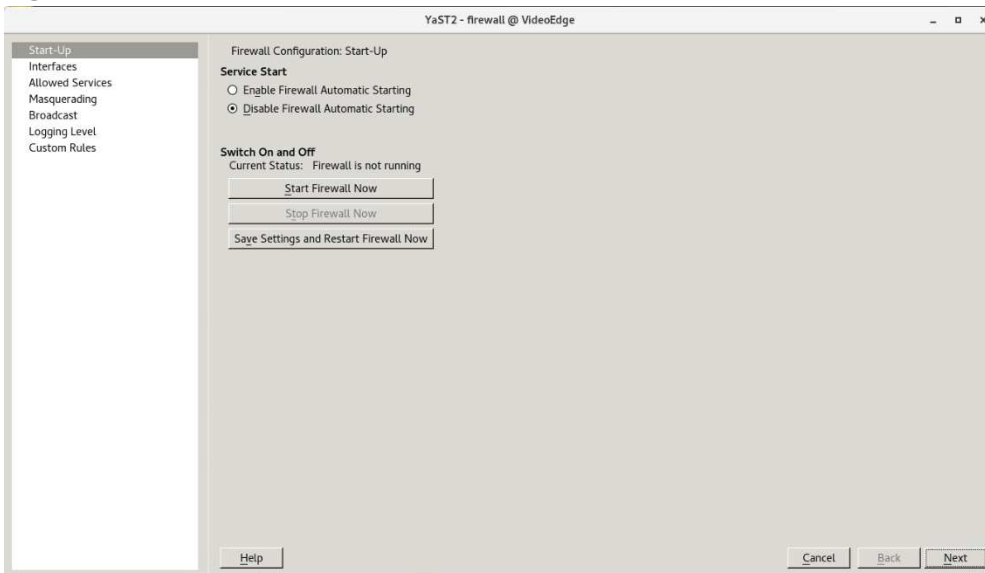 YaST2 - firewall @ VideoEdge
Start-Up
Interfaces
Allowed Services
Masquerading
Broadcast
Logging Level
Custom Rules
Firewall Configuration: Start-Up
Service Start
Enable Firewall Automatic Starting
Disable Firewall Automatic Starting
Switch On and Off
Current Status: Firewall is not running
Start Firewall Now
Stop Firewall Now
Save Settings and Restart Firewall Now
Help
Cancel
Back
Next